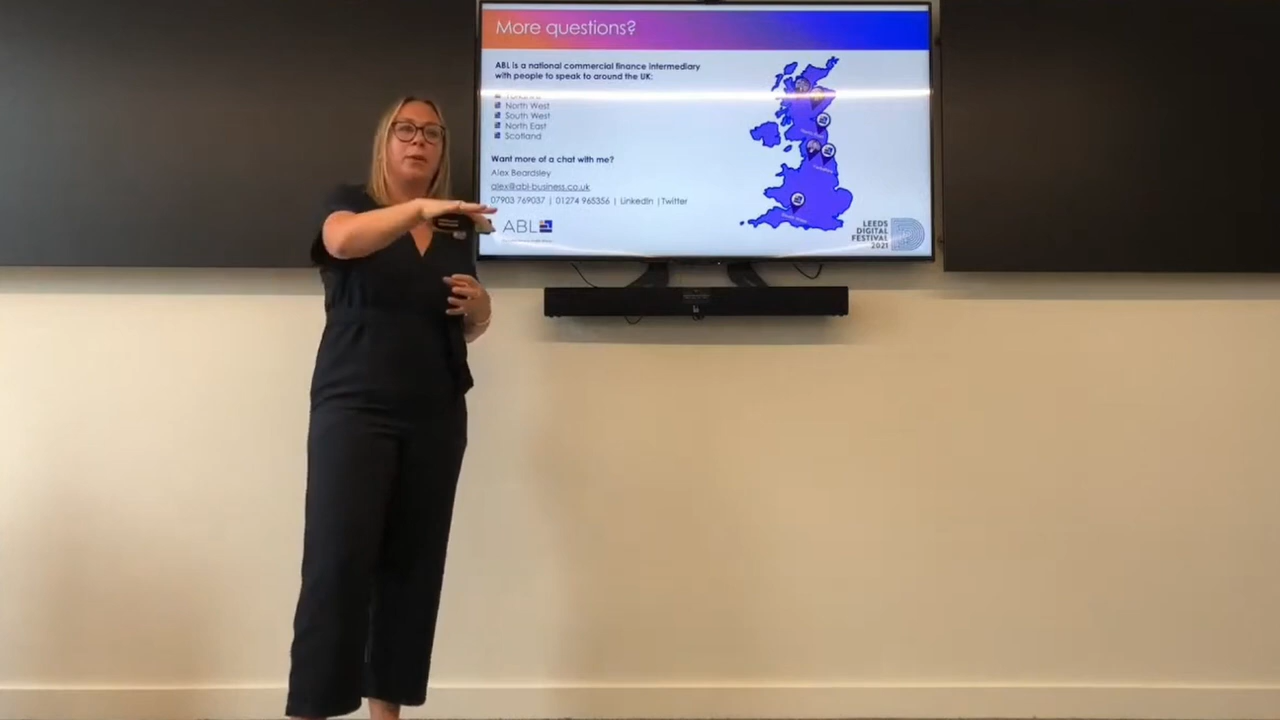 More questions?
ABL is a national commercial finance intermediary
with people to speak to around the UK:
North West
South West
North East
Scotland
Want more of a chat with me?
Alex Beardsley
alex@abl-business.co.uk
07903 769037 | 01274 965356 | LinkedIn |Twitter
ABL
LEEDS
DIGITAL
FESTIVAL
2021